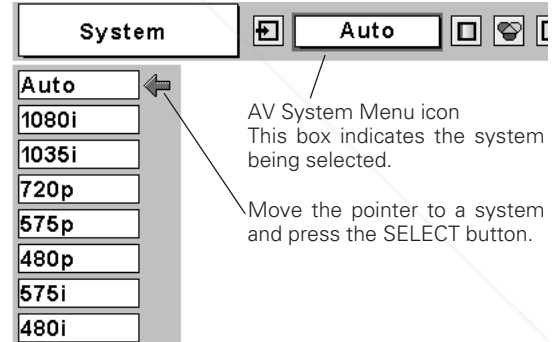 System
Auto
Auto
1080i
1035i
720p
575p
480p
575i
480i
AV System Menu icon
This box indicates the system
being selected.
Move the pointer to a system
and press the SELECT button.